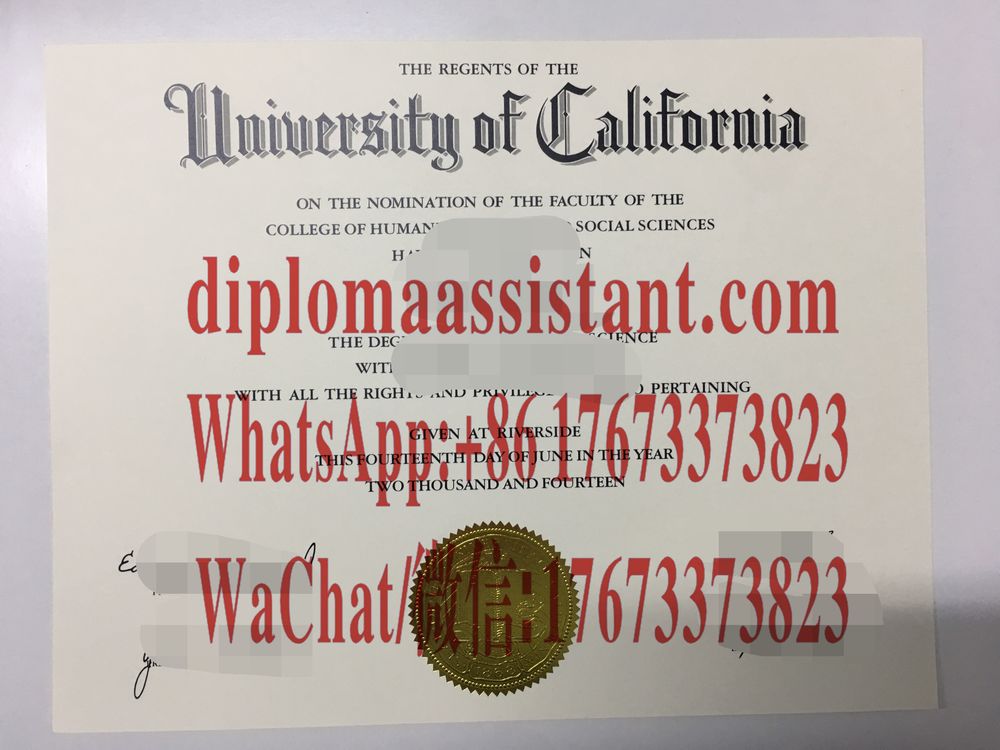 THE REGENTS OF THE
University of California
ON THE NOMINATION OF THE FACULTY OF THE
COLLEGE OF HUMAN SOCIAL SCIENCES
diplomaassistant.com
THE SCIENCE
WITH ALL THE RIGHTS AND PERTAINING
WhatsApp:+86 17673373823
GIVEN AT RIVERSIDE
THIS FOURTEENTH DAY OF JUNE IN THE YEAR
TWO THOUSAND AND FOURTEEN
WaChat/微信:17673373823